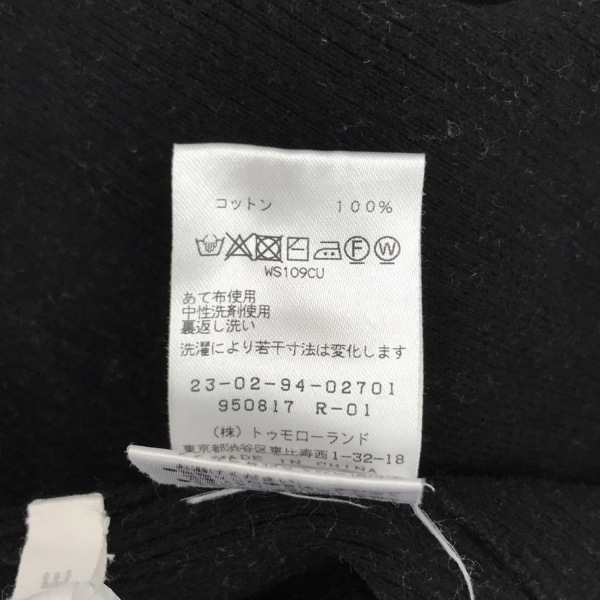 コットン 100%
F W
WS109CU
あて布使用
中性洗剤使用
裏返し洗い
洗濯により若干寸法は変化します
23-02-94-02701
950817 R-01
(株)トゥモローランド
東京都渋谷区恵比寿西1-32-18
MADE IN CHINA